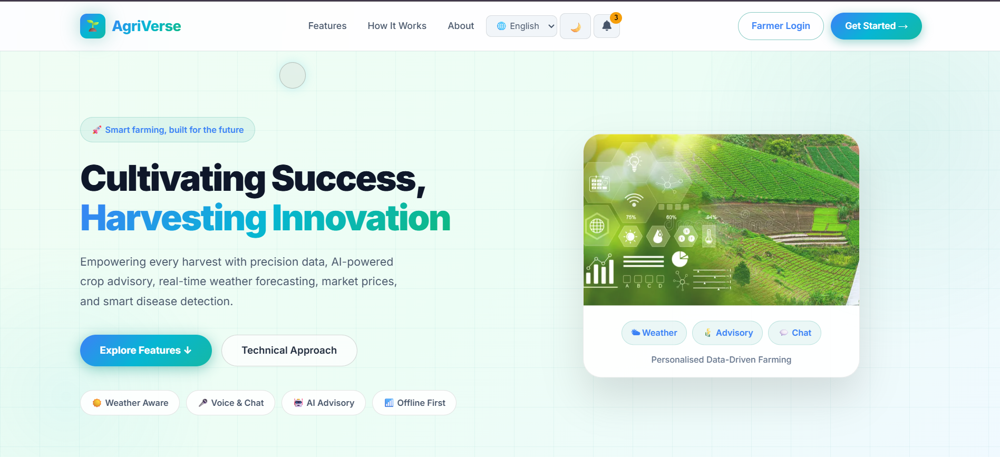 AgriVerse
Features
How It Works
About
English
3
Farmer Login
Get Started →
Smart farming, built for the future
Cultivating Success,
Harvesting Innovation
Empowering every harvest with precision data, AI-powered
crop advisory, real-time weather forecasting, market prices,
and smart disease detection.
Explore Features ↓
Technical Approach
Weather Aware
Voice & Chat
AI Advisory
Offline First
75%
60%
94%
A B C D
Weather
Advisory
Chat
Personalised Data-Driven Farming